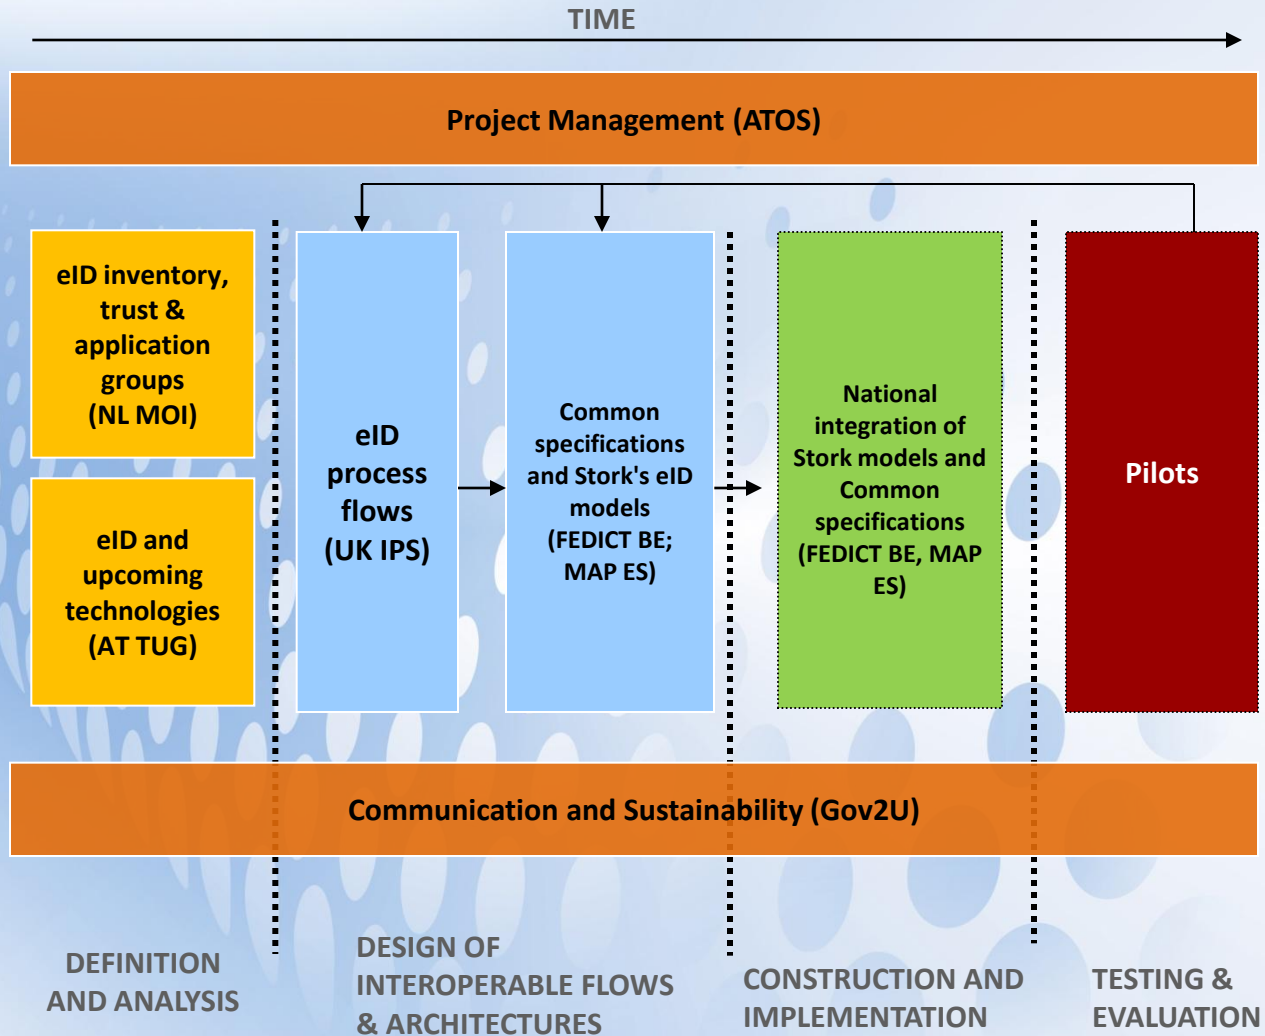 TIME
Project Management (ATOS)
eID inventory,
trust &
application
groups
(NL MOI)
eID and
upcoming
technologies
(AT TUG)
eID
process
flows
(UK IPS)
Common
specifications
and Stork's eID
models
(FEDICT BE;
MAP ES)
National
integration of
Stork models and
Common
specifications
(FEDICT BE, MAP
ES)
Pilots
Communication and Sustainability (Gov2U)
DEFINITION
AND ANALYSIS
DESIGN OF
INTEROPERABLE FLOWS
& ARCHITECTURES
CONSTRUCTION AND
IMPLEMENTATION
TESTING &
EVALUATION